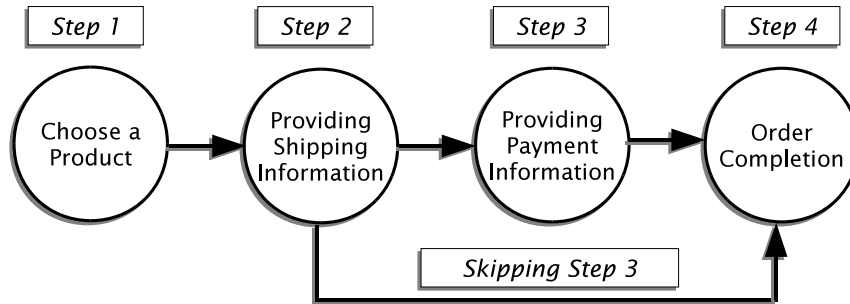 Step 1
Step 2
Step 3
Step 4
Choose a
Product
Providing
Shipping
Information
Providing
Payment
Information
Order
Completion
Skipping Step 3